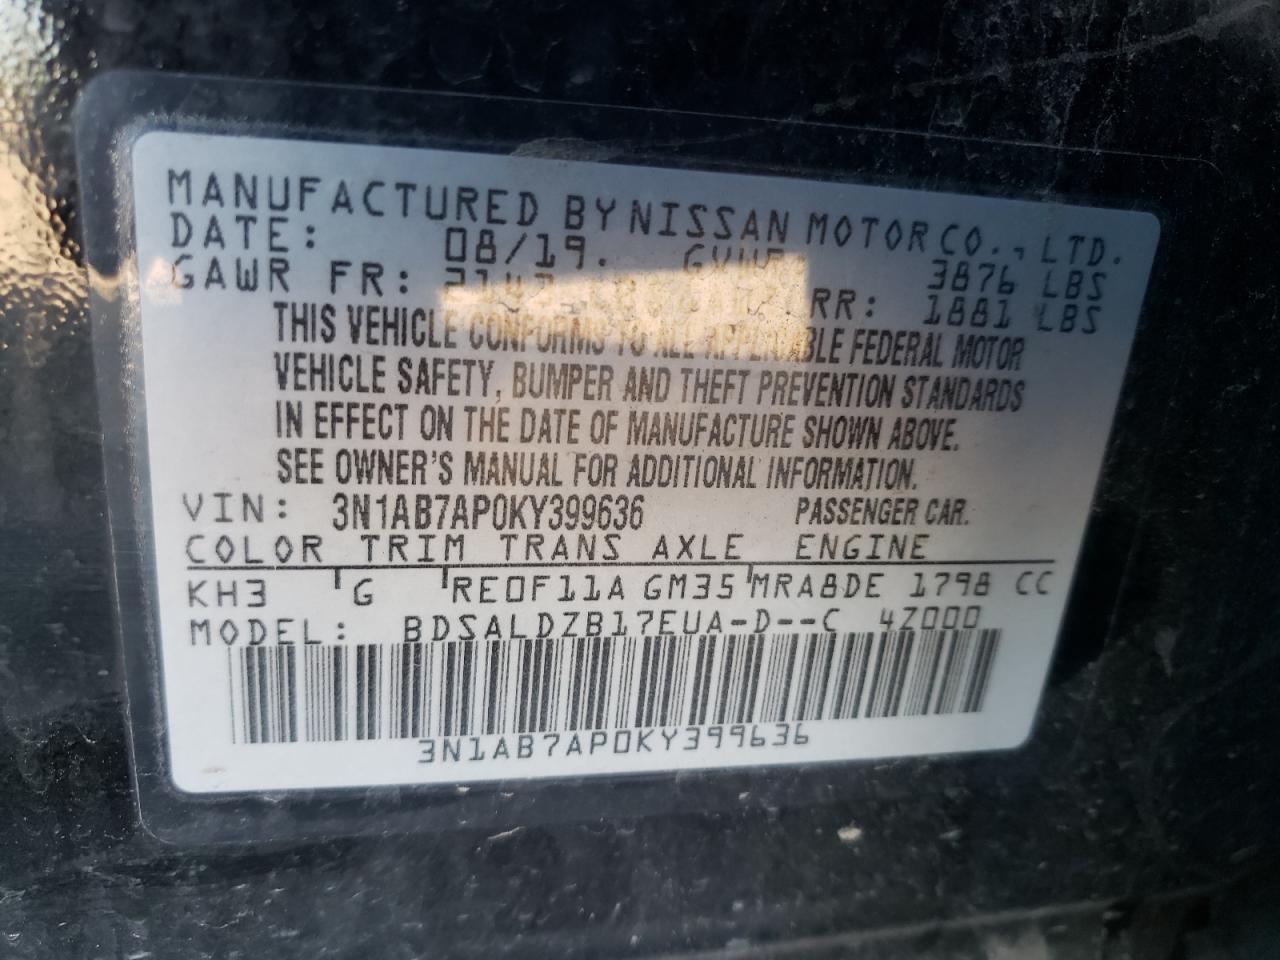 MANUFACTURED BY NISSAN MOTOR CO., LTD.
DATE: 08/19. GVWR 3876 LBS
GAWR FR: RR: 1881 LBS
THIS VEHICLE CONFORMS TO ALL APPLICABLE FEDERAL MOTOR
VEHICLE SAFETY, BUMPER AND THEFT PREVENTION STANDARDS
IN EFFECT ON THE DATE OF MANUFACTURE SHOWN ABOVE.
SEE OWNER'S MANUAL FOR ADDITIONAL INFORMATION.
VIN: 3N1AB7AP0KY399636 PASSENGER CAR.
COLOR TRIM TRANS AXLE ENGINE
KH3 G RE0F11A GM35 MRA8DE 1798 CC
MODEL: BDSALDZB17EUA-D--C 4Z000
3N1AB7AP0KY399636